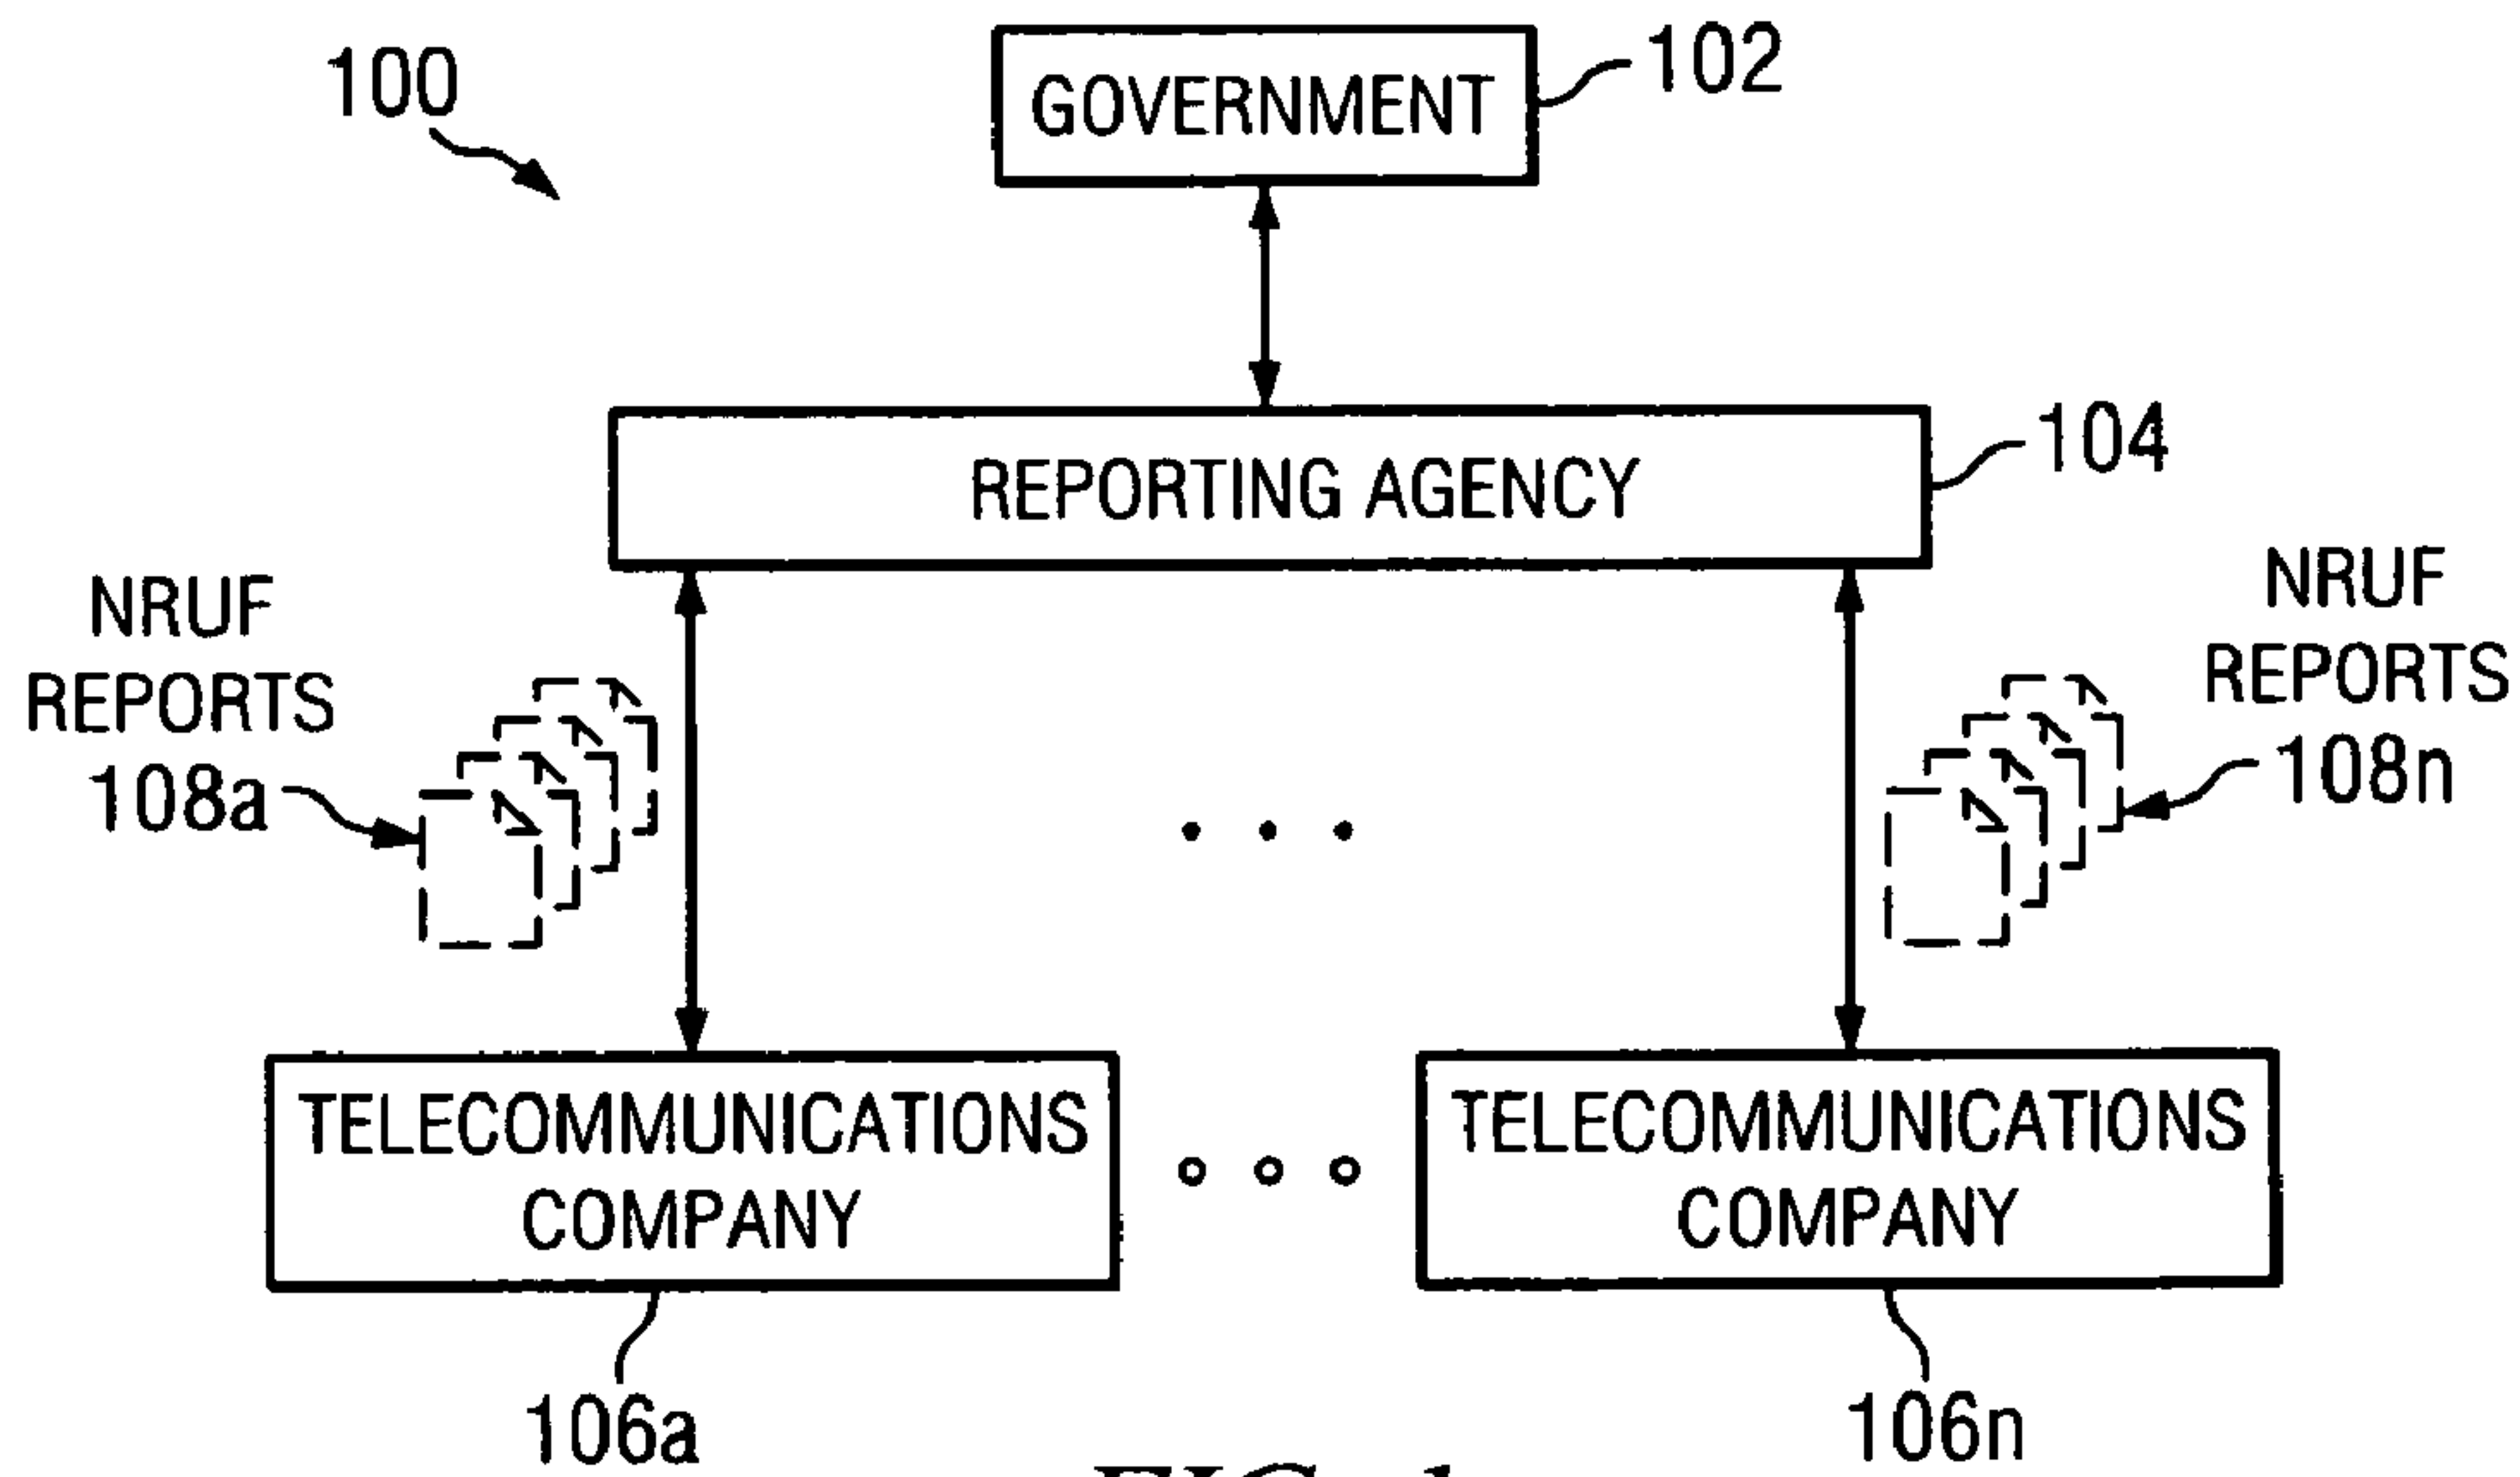 100
GOVERNMENT
102
REPORTING AGENCY
104
NRUF
REPORTS
108a
NRUF
REPORTS
108n
TELECOMMUNICATIONS
COMPANY
TELECOMMUNICATIONS
COMPANY
106a
106n